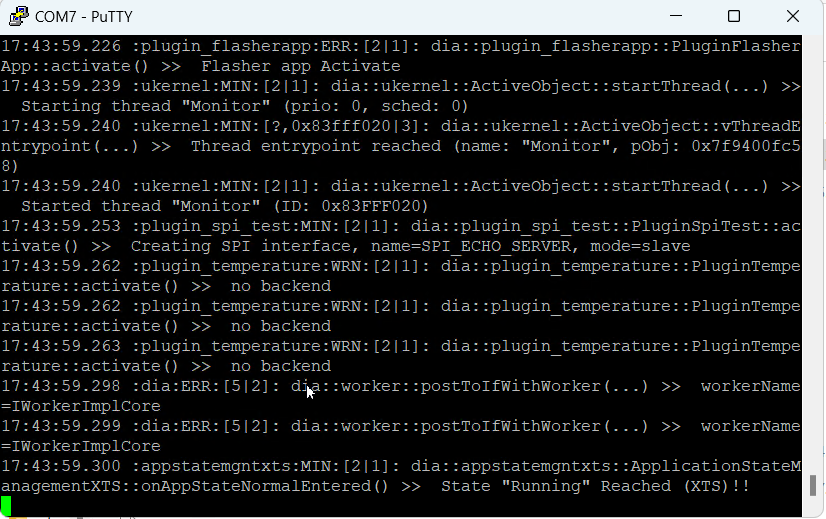 COM7 - PuTTY
17:43:59.226 :plugin_flasherapp:ERR:[2|1]: dia::plugin_flasherapp::PluginFlasher
App::activate() >>  Flasher app Activate
17:43:59.239 :ukernel:MIN:[2|1]: dia::ukernel::ActiveObject::startThread(...) >>
  Starting thread "Monitor" (prio: 0, sched: 0)
17:43:59.240 :ukernel:MIN:[?,0x83fff020|3]: dia::ukernel::ActiveObject::vThreadE
ntrypoint(...) >>  Thread entrypoint reached (name: "Monitor", pObj: 0x7f9400fc5
8)
17:43:59.240 :ukernel:MIN:[2|1]: dia::ukernel::ActiveObject::startThread(...) >>
  Started thread "Monitor" (ID: 0x83FFF020)
17:43:59.253 :plugin_spi_test:MIN:[2|1]: dia::plugin_spi_test::PluginSpiTest::ac
tivate() >>  Creating SPI interface, name=SPI_ECHO_SERVER, mode=slave
17:43:59.262 :plugin_temperature:WRN:[2|1]: dia::plugin_temperature::PluginTempe
rature::activate() >>  no backend
17:43:59.262 :plugin_temperature:WRN:[2|1]: dia::plugin_temperature::PluginTempe
rature::activate() >>  no backend
17:43:59.263 :plugin_temperature:WRN:[2|1]: dia::plugin_temperature::PluginTempe
rature::activate() >>  no backend
17:43:59.298 :dia:ERR:[5|2]: dia::worker::postToIfWithWorker(...) >>  workerName
=IWorkerImplCore
17:43:59.299 :dia:ERR:[5|2]: dia::worker::postToIfWithWorker(...) >>  workerName
=IWorkerImplCore
17:43:59.300 :appstatemgntxts:MIN:[2|1]: dia::appstatemgntxts::ApplicationStateM
anagementXTS::onAppStateNormalEntered() >>  State "Running" Reached (XTS)!!